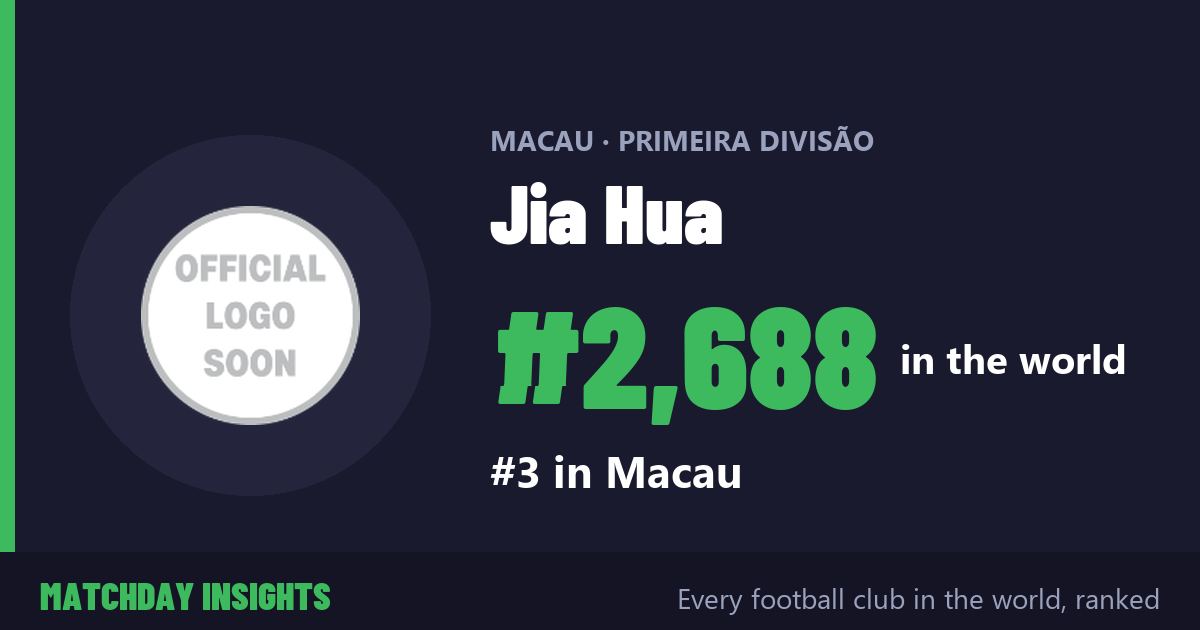 OFFICIAL
LOGO
SOON
MACAU · PRIMEIRA DIVISÃO
Jia Hua
#2,688 in the world
#3 in Macau
MATCHDAY INSIGHTS
Every football club in the world, ranked